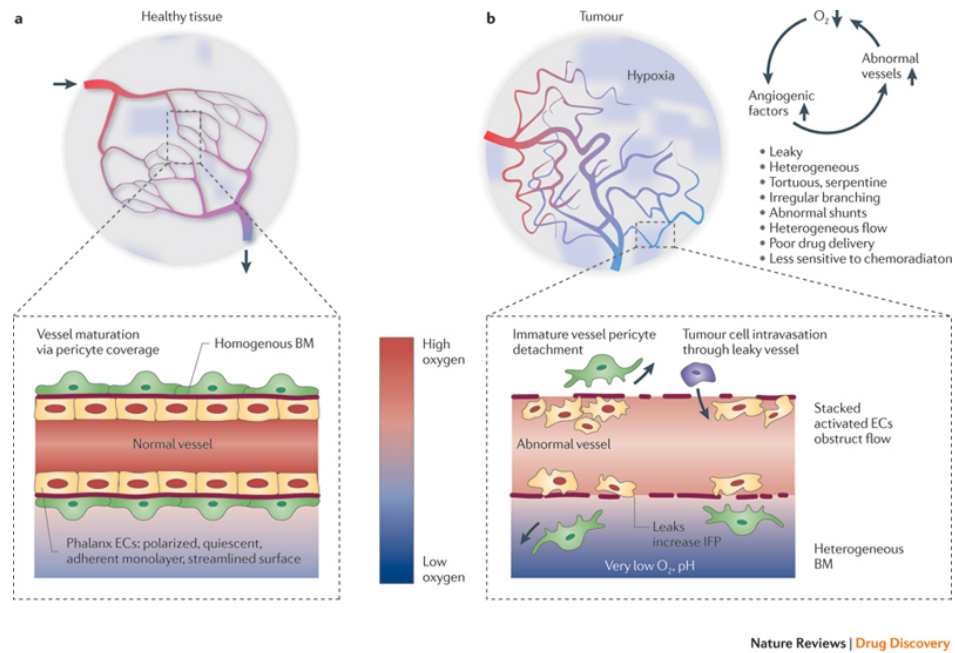 a
Healthy tissue
Vessel maturation
via pericyte coverage
Homogenous BM
Normal vessel
Phalanx ECs: polarized, quiescent,
adherent monolayer, streamlined surface
High
oxygen
Low
oxygen
b
Tumour
Hypoxia
O₂
Abnormal
vessels
Angiogenic
factors
• Leaky
• Heterogeneous
• Tortuous, serpentine
• Irregular branching
• Abnormal shunts
• Heterogeneous flow
• Poor drug delivery
• Less sensitive to chemoradiaton
Immature vessel pericyte
detachment
Tumour cell intravasation
through leaky vessel
Abnormal vessel
Stacked
activated ECs
obstruct flow
Leaks
increase IFP
Very low O₂, pH
Heterogeneous
BM
Nature Reviews | Drug Discovery